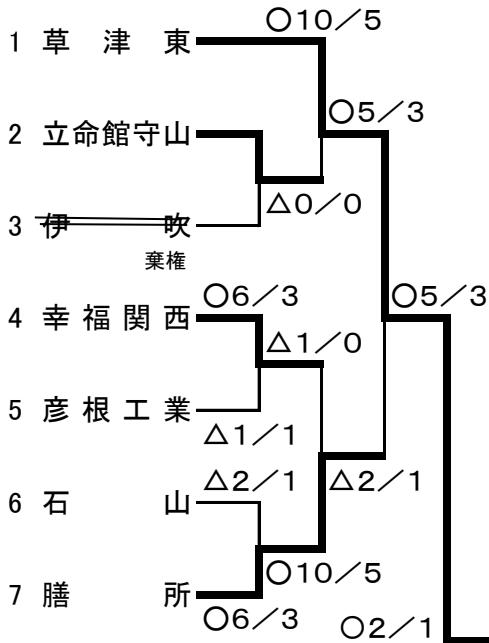 ○10／5
1 草津東
○5／3
2 立命館守山
△0／0
3 伊吹
棄権
○6／3
○5／3
4 幸福関西
△1／0
5 彦根工業
△1／1
△2／1
△2／1
6 石山
○10／5
7 膳所
○6／3
○2／1